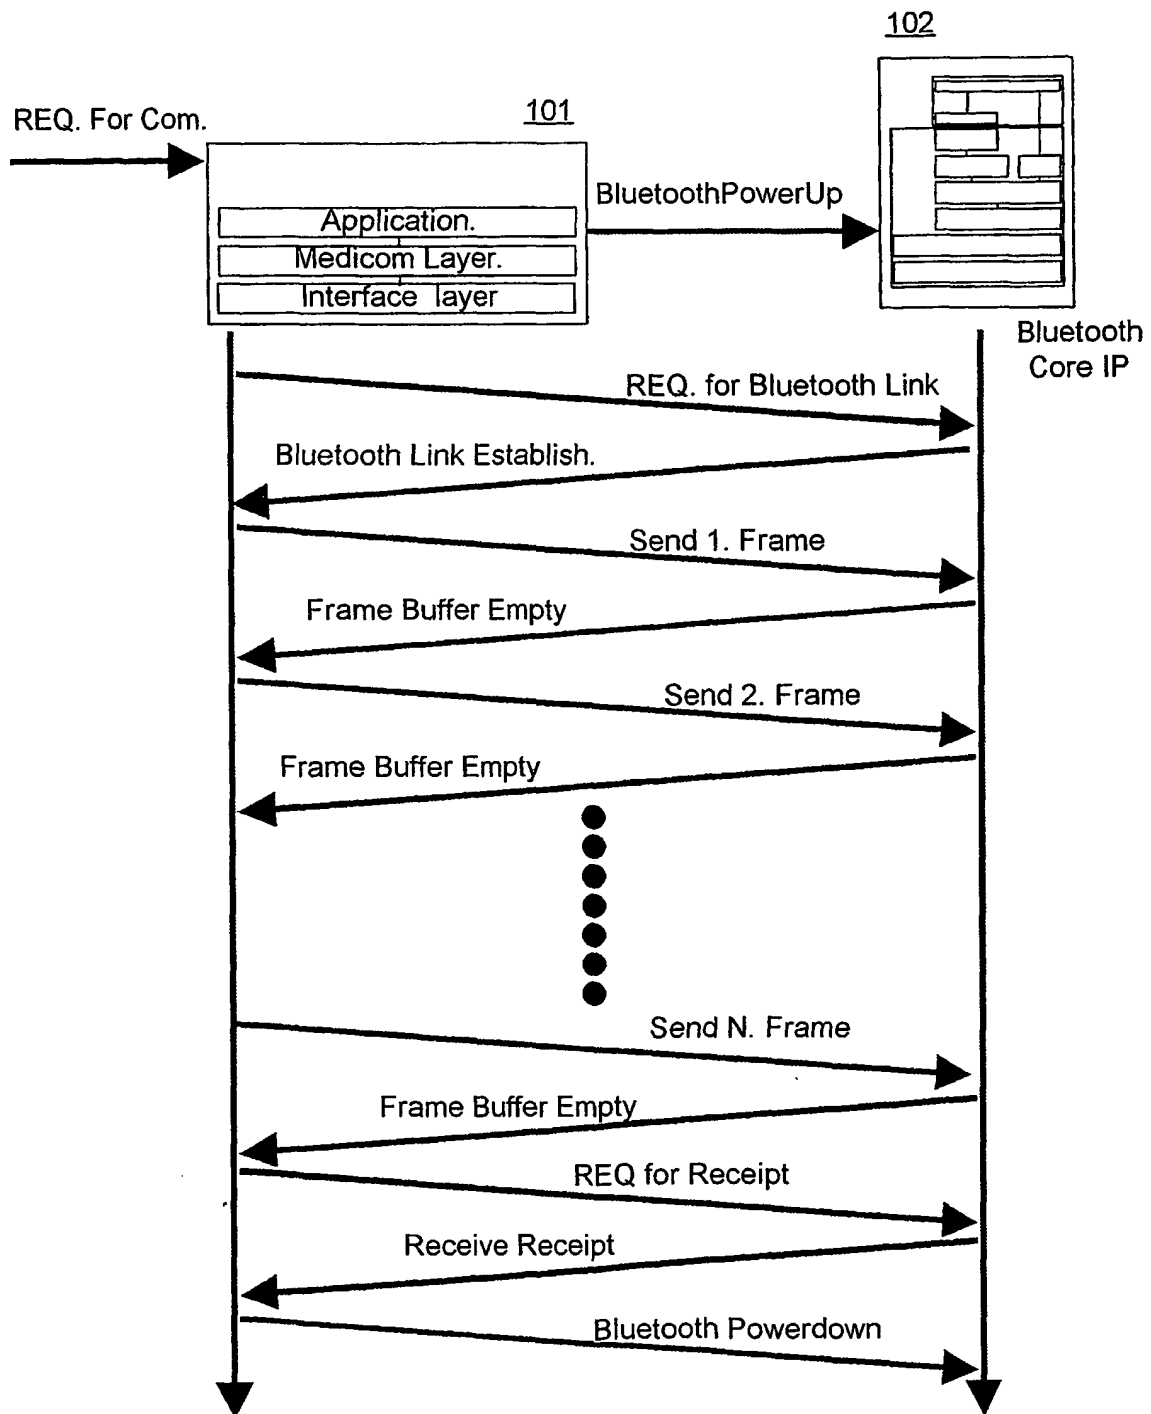 102
REQ. For Com.
101
BluetoothPowerUp
Application.
Medicom Layer.
Interface layer
Bluetooth
Core IP
REQ. for Bluetooth Link
Bluetooth Link Establish.
Send 1. Frame
Frame Buffer Empty
Send 2. Frame
Frame Buffer Empty
Send N. Frame
Frame Buffer Empty
REQ for Receipt
Receive Receipt
Bluetooth Powerdown